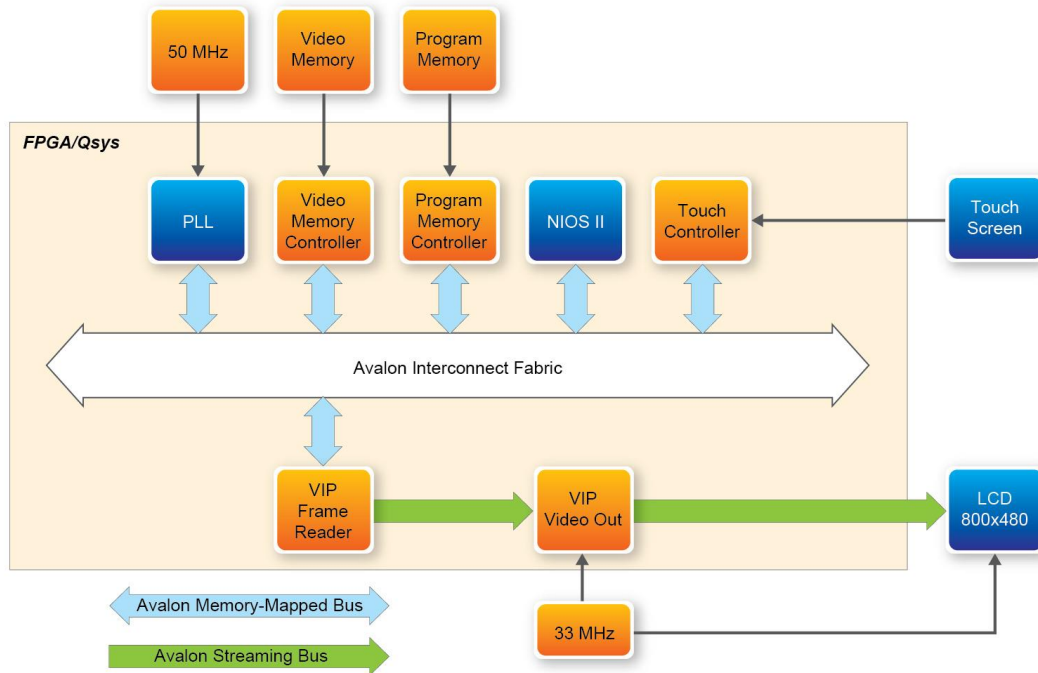 50 MHz
Video
Memory
Program
Memory
FPGA/Qsys
PLL
Video
Memory
Controller
Program
Memory
Controller
NIOS II
Touch
Controller
Touch
Screen
Avalon Interconnect Fabric
VIP
Frame
Reader
VIP
Video Out
LCD
800x480
Avalon Memory-Mapped Bus
33 MHz
Avalon Streaming Bus